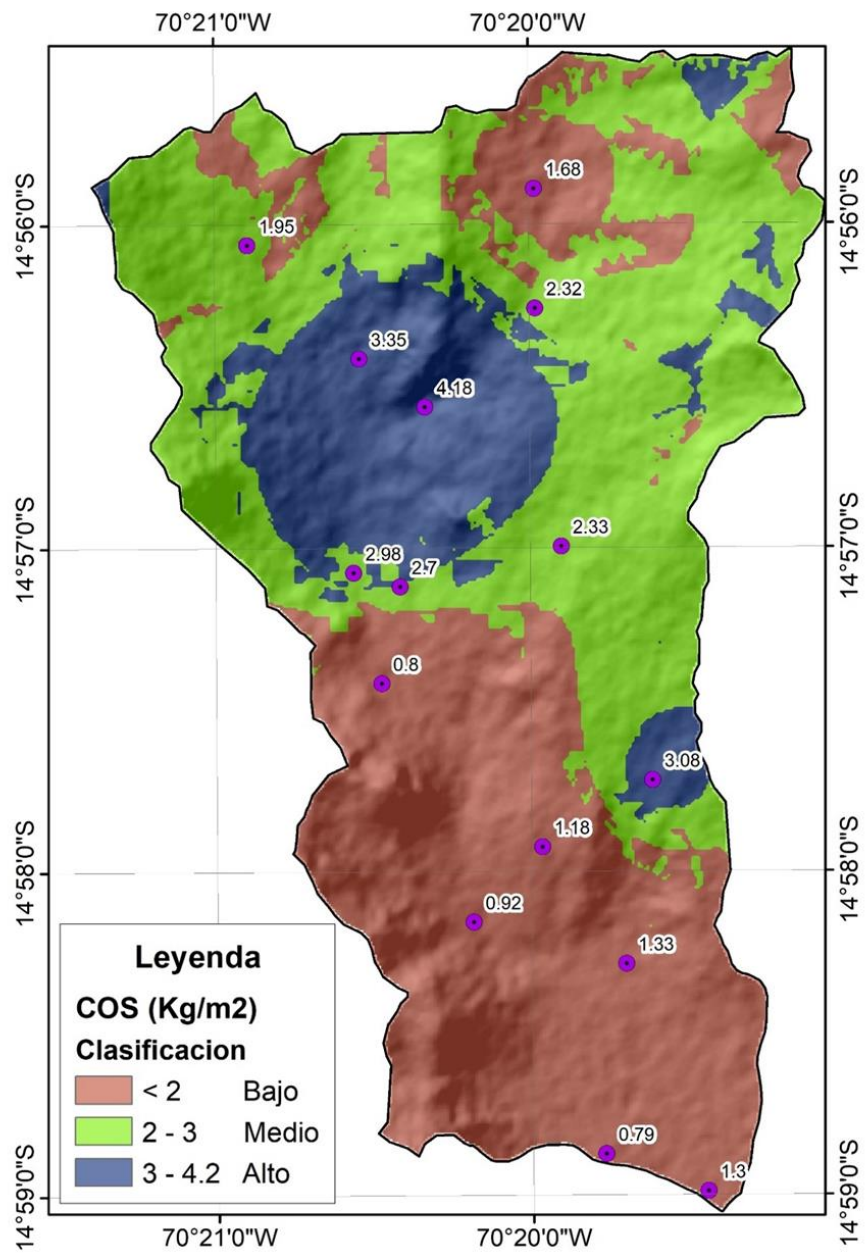 70°21'0"W 70°20'0"W
14°56'0"S
14°57'0"S
14°58'0"S
14°59'0"S
1.68
1.95
2.32
3.35
4.18
2.33
2.98
2.7
0.8
3.08
1.18
0.92
1.33
0.79
1.3
Leyenda
COS (Kg/m2)
Clasificacion
< 2 Bajo
2 - 3 Medio
3 - 4.2 Alto
14°56'0"S
14°57'0"S
14°58'0"S
14°59'0"S
70°21'0"W 70°20'0"W